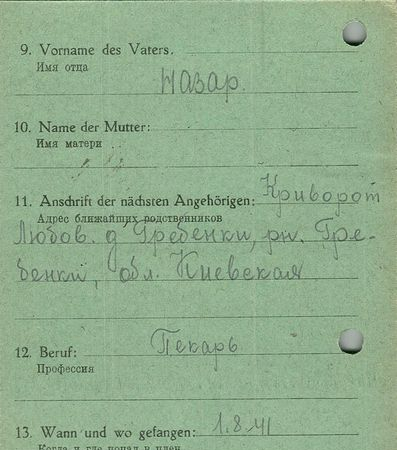 9. Vorname des Vaters.
Имя отца
Назар.
10. Name der Mutter:
Имя матери
11. Anschrift der nächsten Angehörigen: Криворот
Адрес ближайших родственников
Любов. д Гребенки, рн. Гре-
бенки, обл. Киевская
12. Beruf: Пекарь
Профессия
13. Wann und wo gefangen: 1.8.41
Когда и где попал в плен